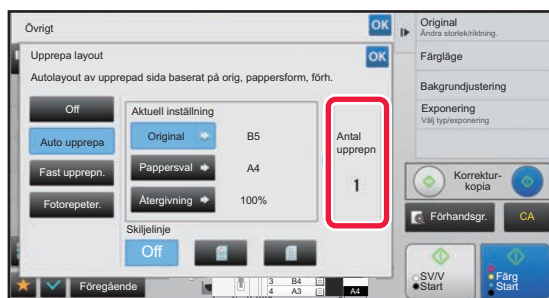 Övrigt
OK
Upprepa layout
OK
Autolayout av upprepad sida baserat på orig, pappersform, förh.
Off
Auto upprepa
Fast upprepn.
Fotorepeter.
Aktuell inställning
Original
B5
Pappersval
A4
Återgivning
100%
Skiljelinje
Off
Antal
upprepn
1
Föregående
3 B4
4 A3
A4
Original
Ändra storlek/riktning.
Färgläge
Bakgrundjustering
Exponering
Välj typ/exponering
Korrektur-
kopia
Förhandsgr.
CA
SV/V
Start
Färg
Start